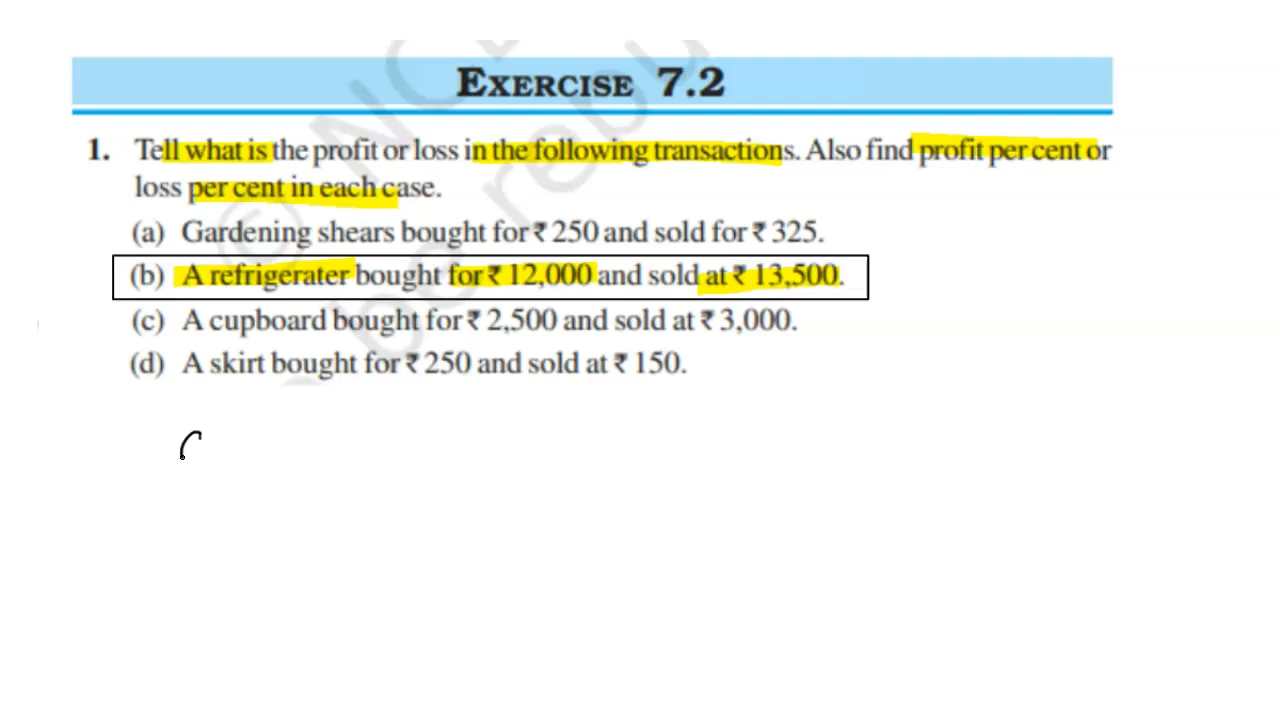 EXERCISE 7.2
1. Tell what is the profit or loss in the following transactions. Also find profit per cent or
loss per cent in each case.
(a) Gardening shears bought for ₹ 250 and sold for ₹ 325.
(b) A refrigerater bought for ₹ 12,000 and sold at ₹ 13,500.
(c) A cupboard bought for ₹ 2,500 and sold at ₹ 3,000.
(d) A skirt bought for ₹ 250 and sold at ₹ 150.